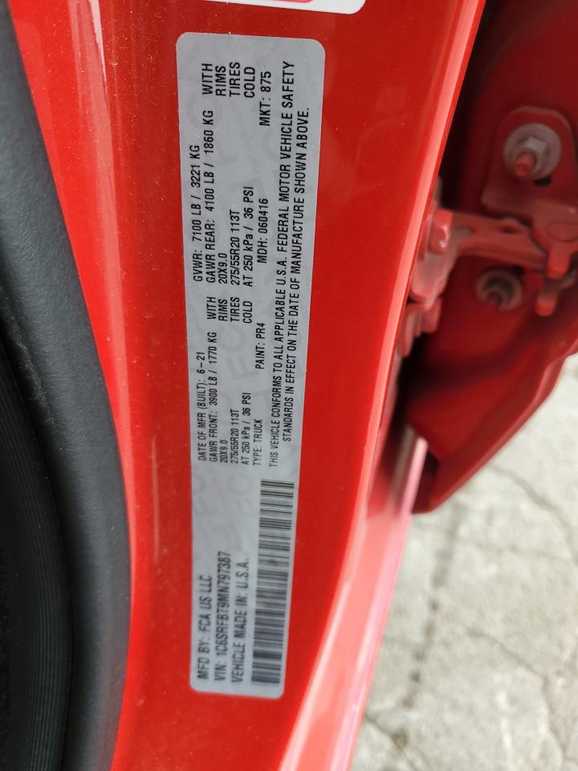 MFD BY: FCA US LLC
DATE OF MFR (BUILT): 6-21 GVWR: 7100 LB / 3221 KG
GAWR FRONT: 3900 LB / 1770 KG WITH GAWR REAR: 4100 LB / 1860 KG WITH
20X9.0 RIMS 20X9.0 RIMS
275/55R20 113T TIRES 275/55R20 113T TIRES
AT 250 kPa / 36 PSI COLD AT 250 kPa / 36 PSI COLD
VIN: 1C6SRFBT9MN797387 TYPE TRUCK PAINT: PR4 MDH: 060416 MKT: 875
VEHICLE MADE IN: U.S.A. THIS VEHICLE CONFORMS TO ALL APPLICABLE U.S.A. FEDERAL MOTOR VEHICLE SAFETY
STANDARDS IN EFFECT ON THE DATE OF MANUFACTURE SHOWN ABOVE.